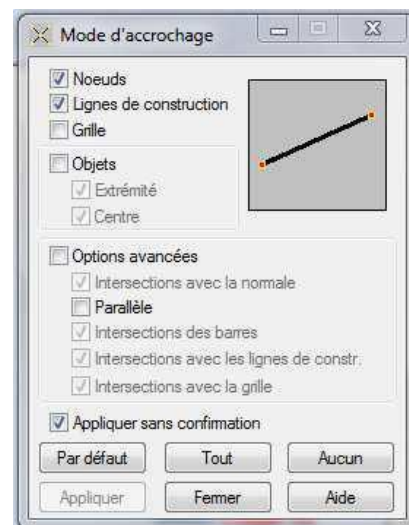 Mode d'accrochage
Noeuds
Lignes de construction
Grille
Objets
Extrémité
Centre
Options avancées
Intersections avec la normale
Parallèle
Intersections des barres
Intersections avec les lignes de constr.
Intersections avec la grille
Appliquer sans confirmation
Par défaut Tout Aucun
Appliquer Fermer Aide